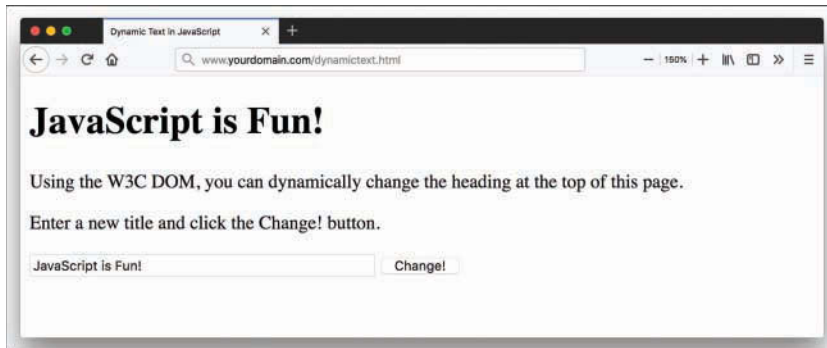 Dynamic Text in JavaScript
www.yourdomain.com/dynamictext.html
150%
JavaScript is Fun!
Using the W3C DOM, you can dynamically change the heading at the top of this page.
Enter a new title and click the Change! button.
JavaScript is Fun! Change!